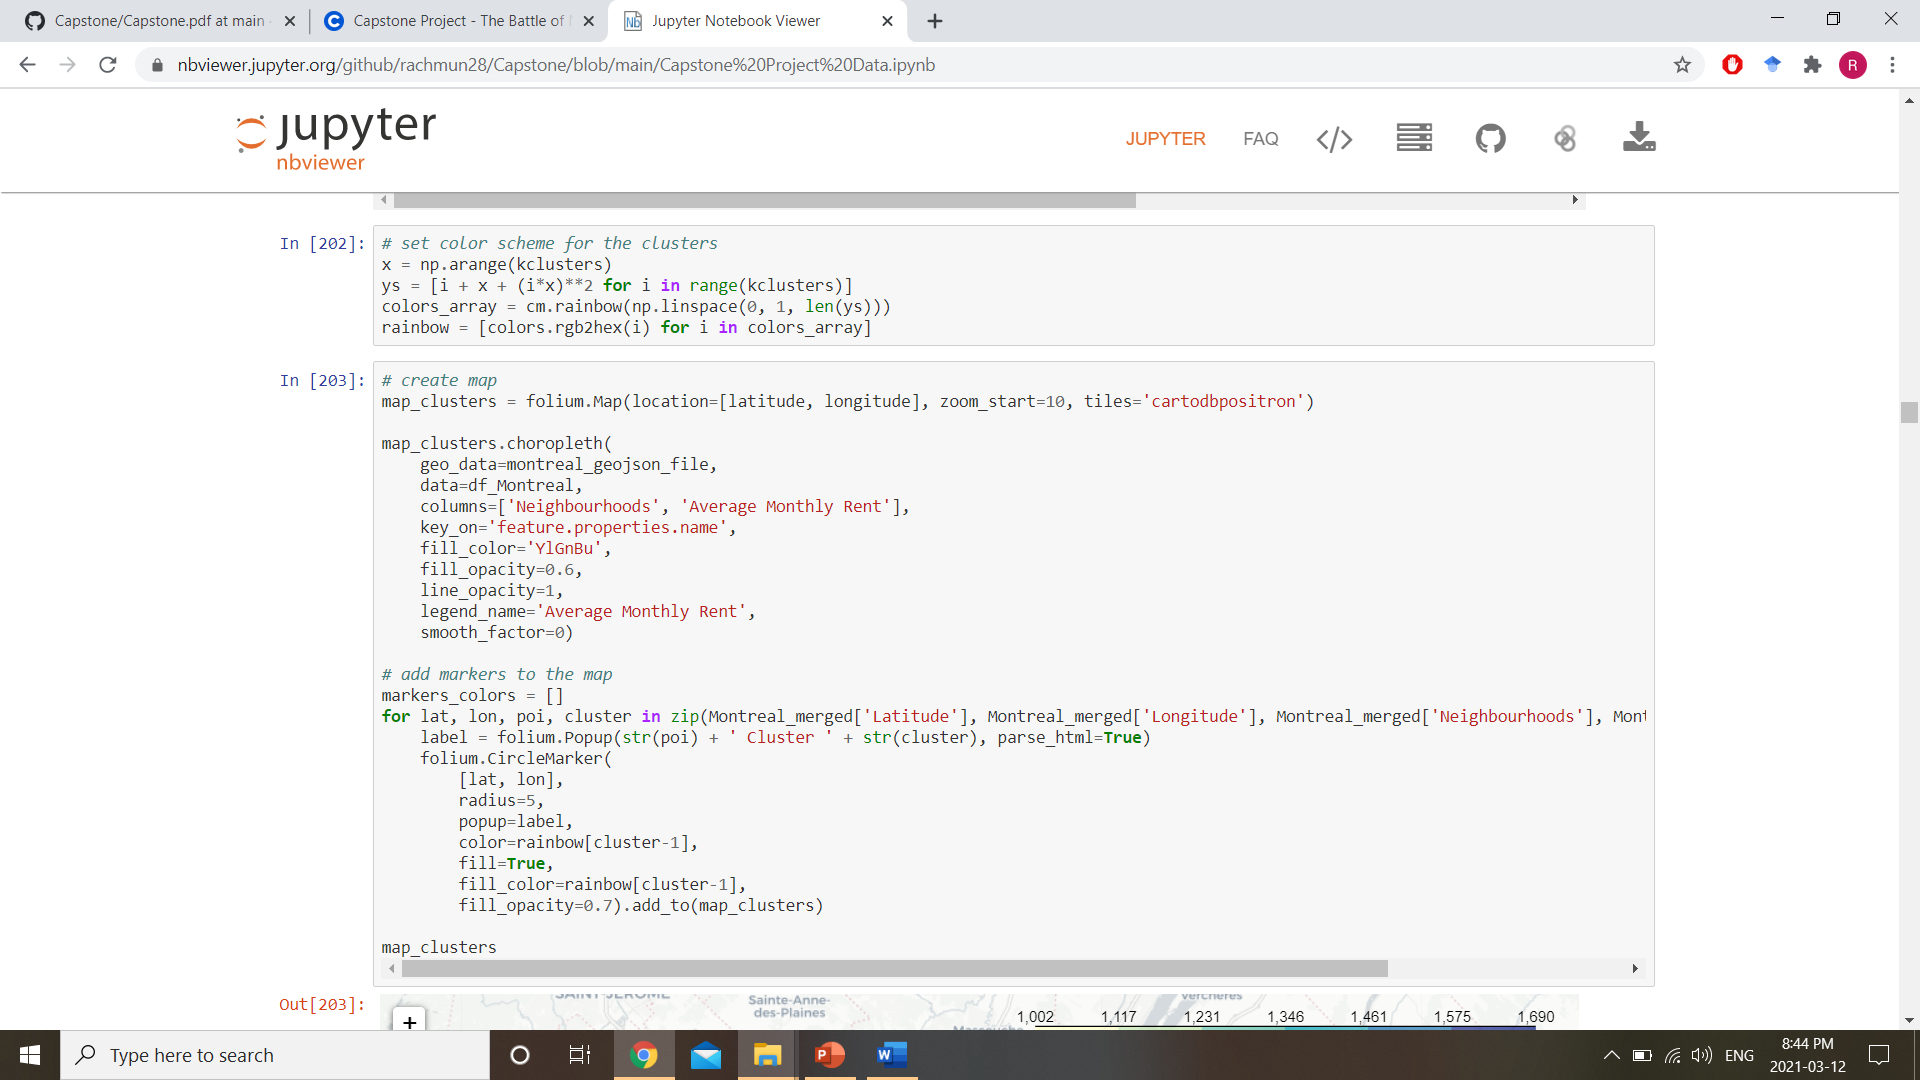 Capstone/Capstone.pdf at main
Capstone Project - The Battle of
Jupyter Notebook Viewer
nbviewer.jupyter.org/github/rachmun28/Capstone/blob/main/Capstone%20Project%20Data.ipynb
R
jupyter
nbviewer
JUPYTER
FAQ
In [202]:
# set color scheme for the clusters
x = np.arange(kclusters)
ys = [i + x + (i*x)**2 for i in range(kclusters)]
colors_array = cm.rainbow(np.linspace(0, 1, len(ys)))
rainbow = [colors.rgb2hex(i) for i in colors_array]
In [203]:
# create map
map_clusters = folium.Map(location=[latitude, longitude], zoom_start=10, tiles='cartodbpositron')
map_clusters.choropleth(
    geo_data=montreal_geojson_file,
    data=df_Montreal,
    columns=['Neighbourhoods', 'Average Monthly Rent'],
    key_on='feature.properties.name',
    fill_color='YlGnBu',
    fill_opacity=0.6,
    line_opacity=1,
    legend_name='Average Monthly Rent',
    smooth_factor=0)
# add markers to the map
markers_colors = []
for lat, lon, poi, cluster in zip(Montreal_merged['Latitude'], Montreal_merged['Longitude'], Montreal_merged['Neighbourhoods'], Mont
    label = folium.Popup(str(poi) + ' Cluster ' + str(cluster), parse_html=True)
    folium.CircleMarker(
        [lat, lon],
        radius=5,
        popup=label,
        color=rainbow[cluster-1],
        fill=True,
        fill_color=rainbow[cluster-1],
        fill_opacity=0.7).add_to(map_clusters)
map_clusters
Out[203]:
+
SAINT-JÉRÔME
Sainte-Anne-
des-Plaines
Verchères
1,002 1,117 1,231 1,346 1,461 1,575 1,690
Type here to search
ENG
8:44 PM
2021-03-12